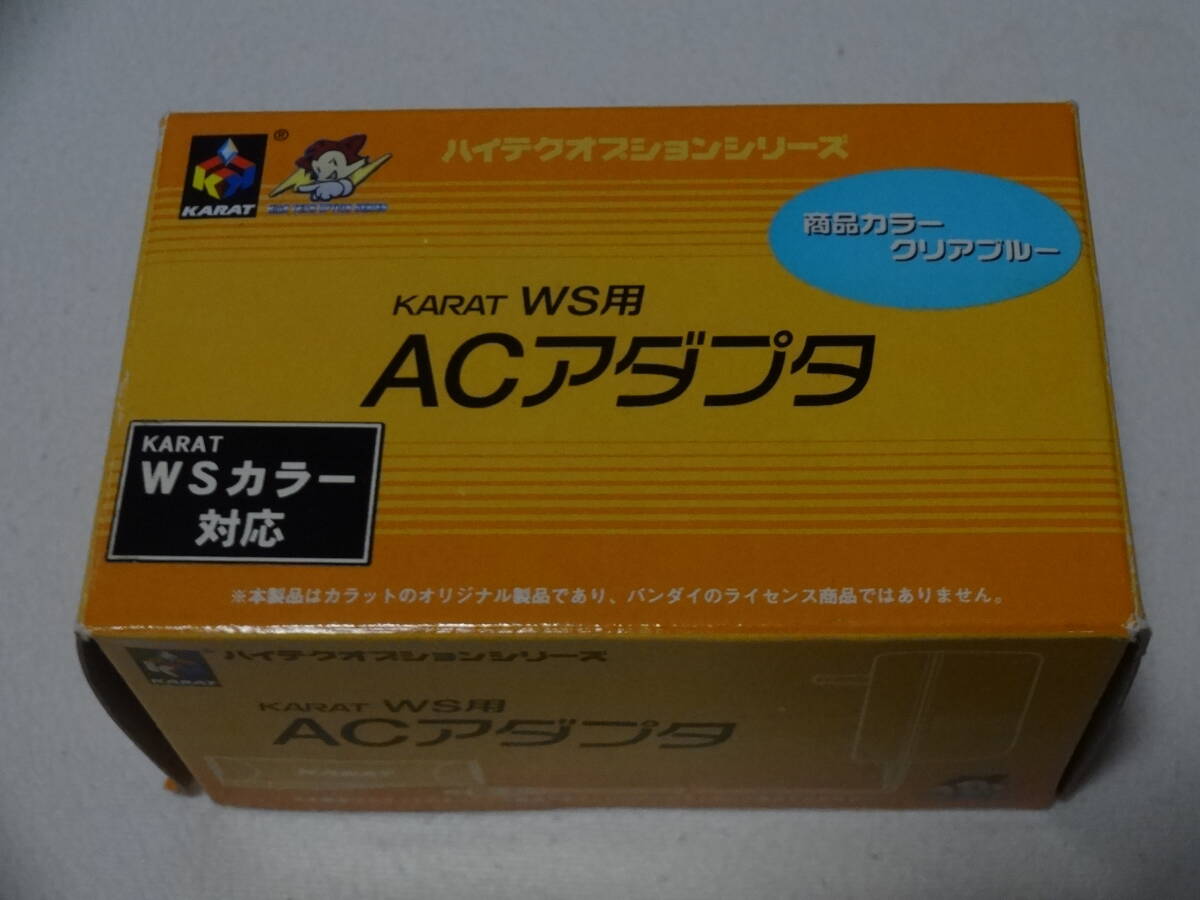 KARAT
®
ハイテクオプションシリーズ
商品カラー
クリアブルー
KARAT WS用
ACアダプタ
KARAT
WSカラー
対応
※本製品はカラットのオリジナル製品であり、バンダイのライセンス商品ではありません。
KARAT
ハイテクオプションシリーズ
KARAT WS用
ACアダプタ
KARAT